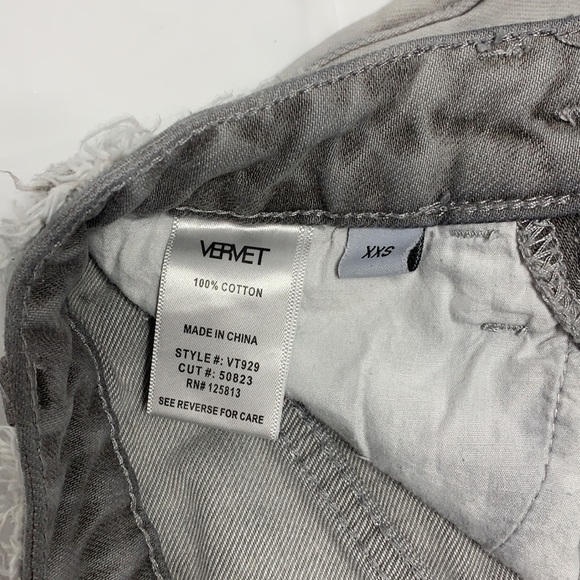 VERVET
100% COTTON
MADE IN CHINA
STYLE #: VT929
CUT #: 50823
RN# 125813
SEE REVERSE FOR CARE
XXS